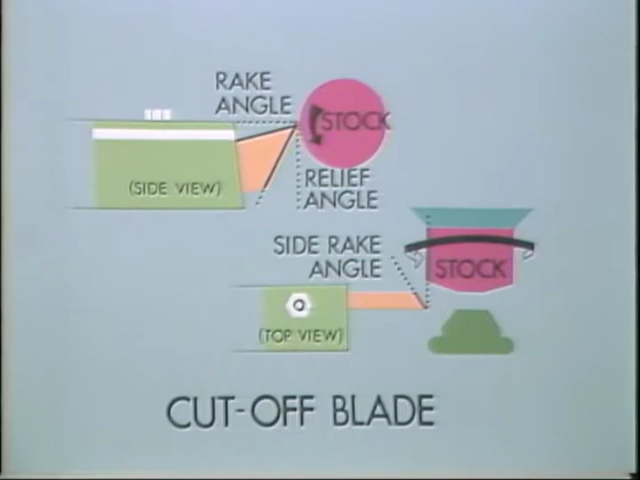 RAKE
ANGLE
STOCK
(SIDE VIEW)
RELIEF
ANGLE
SIDE RAKE
ANGLE
STOCK
(TOP VIEW)
CUT-OFF BLADE